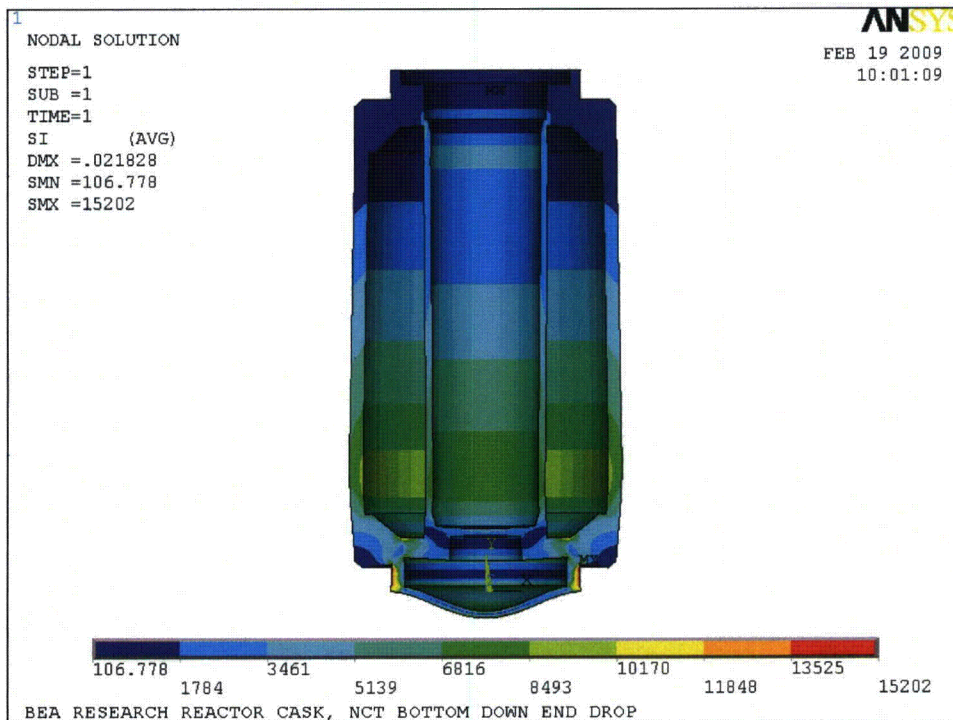 1
ANSYS
NODAL SOLUTION
FEB 19 2009
10:01:09
STEP=1
SUB =1
TIME=1
SI (AVG)
DMX =.021828
SMN =106.778
SMX =15202
MN
Y
X
MX
106.778 3461 6816 10170 13525
1784 5139 8493 11848 15202
BEA RESEARCH REACTOR CASK, NCT BOTTOM DOWN END DROP